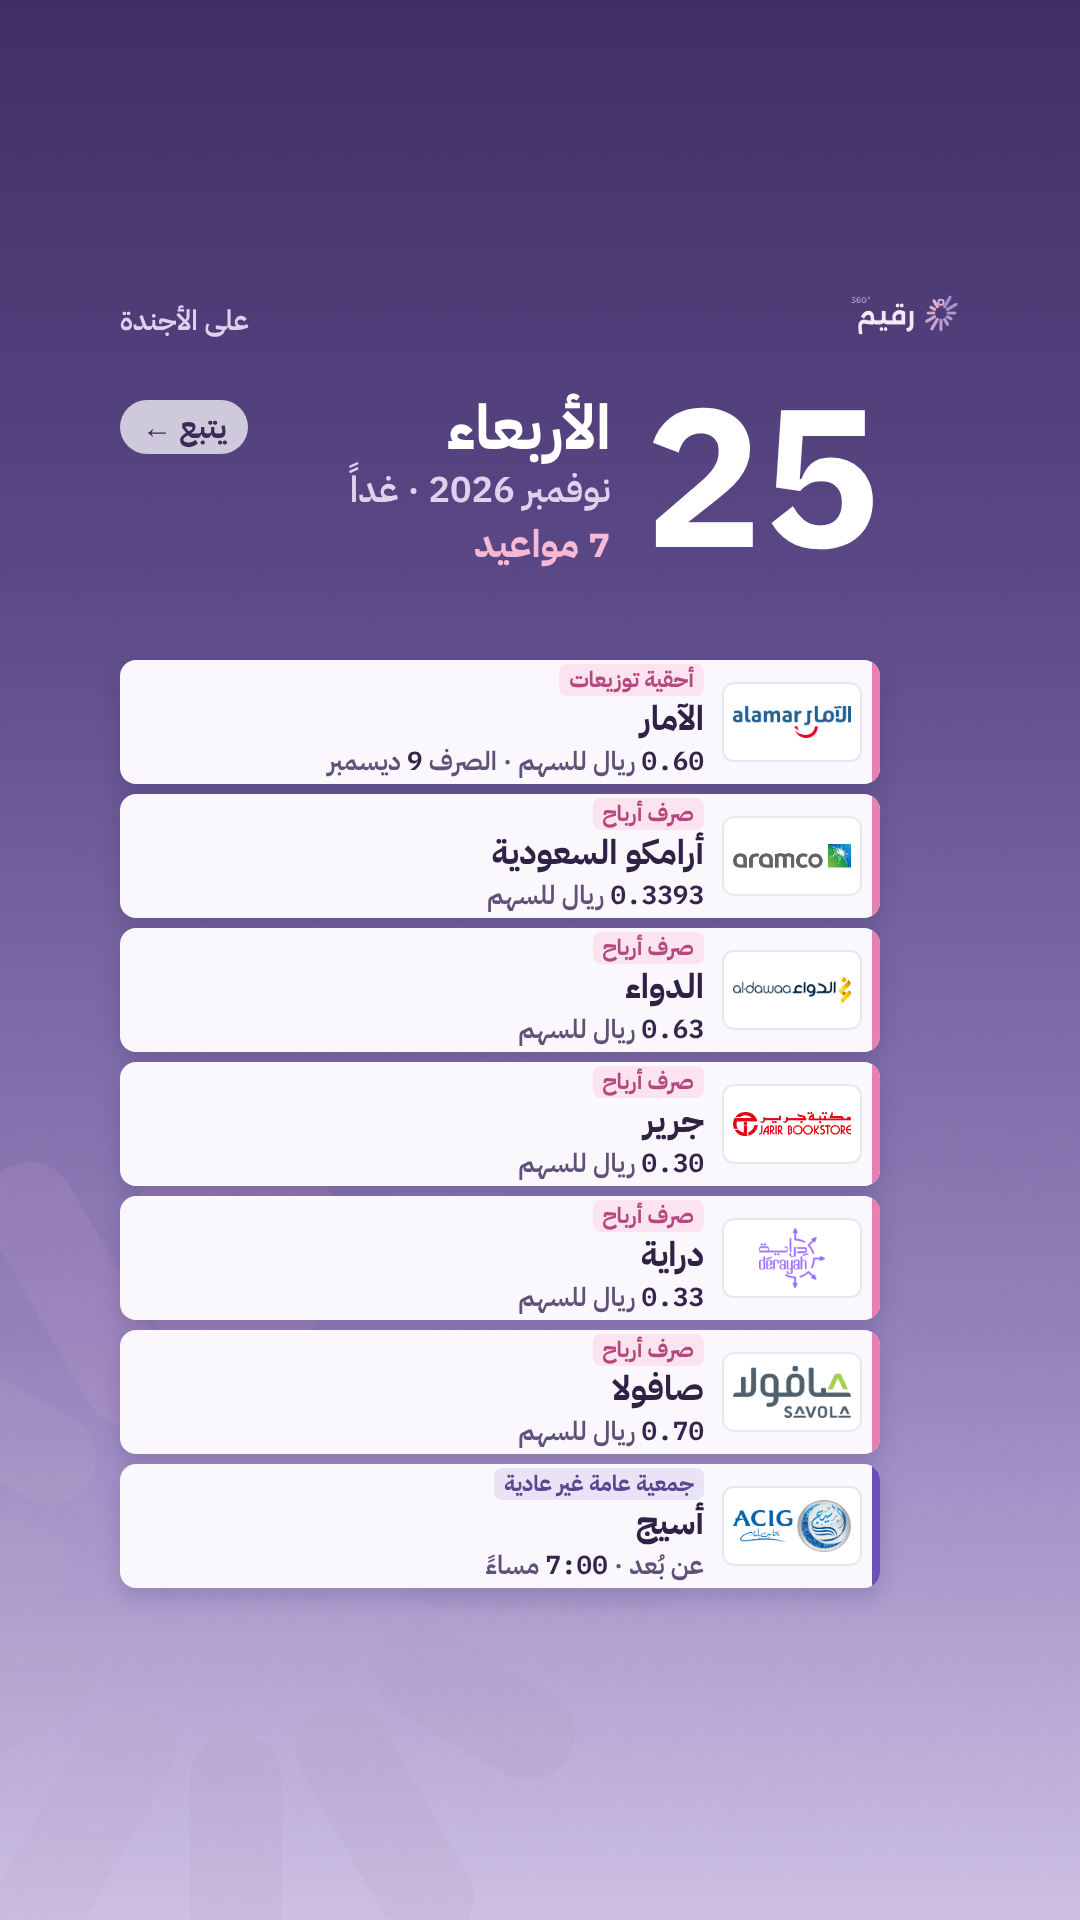 رقيم 360°
على الأجندة
25
الأربعاء
نوفمبر 2026 · غداً
7 مواعيد
يتبع ←
الآمار alamar
أحقية توزيعات
الآمار
0.60 ريال للسهم · الصرف 9 ديسمبر
aramco
صرف أرباح
أرامكو السعودية
0.3393 ريال للسهم
الدواء al-dawaa
صرف أرباح
الدواء
0.63 ريال للسهم
مكتبة جرير
JARIR BOOKSTORE
صرف أرباح
جرير
0.30 ريال للسهم
دراية
derayah
صرف أرباح
دراية
0.33 ريال للسهم
صافولا
SAVOLA
صرف أرباح
صافولا
0.70 ريال للسهم
ACIG
جمعية عامة غير عادية
أسيج
عن بُعد · 7:00 مساءً